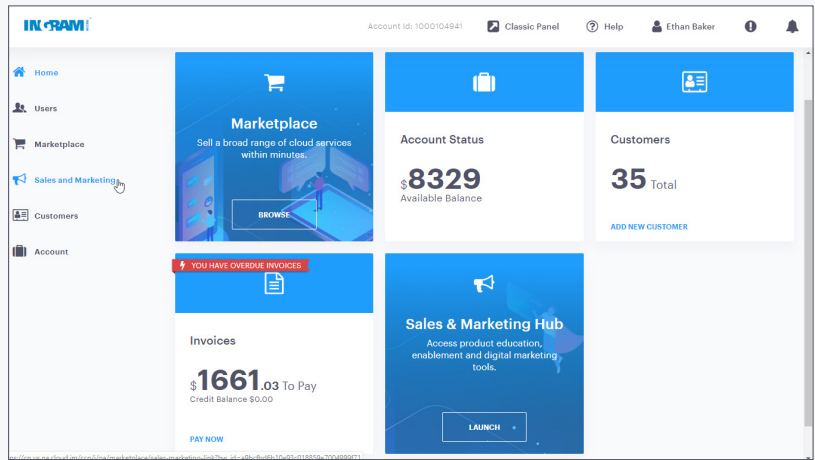 INGRAM
Account Id: 1000104941
Classic Panel
Help
Ethan Baker
Home
Users
Marketplace
Sales and Marketing
Customers
Account
Marketplace
Sell a broad range of cloud services
within minutes.
BROWSE
Account Status
$8329
Available Balance
Customers
35 Total
ADD NEW CUSTOMER
YOU HAVE OVERDUE INVOICES
Invoices
$1661.03 To Pay
Credit Balance $0.00
PAY NOW
Sales & Marketing Hub
Access product education,
enablement and digital marketing
tools.
LAUNCH